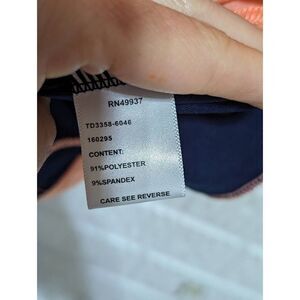 RN49937
TD3358-6046
160295
CONTENT:
91%POLYESTER
9%SPANDEX
CARE SEE REVERSE